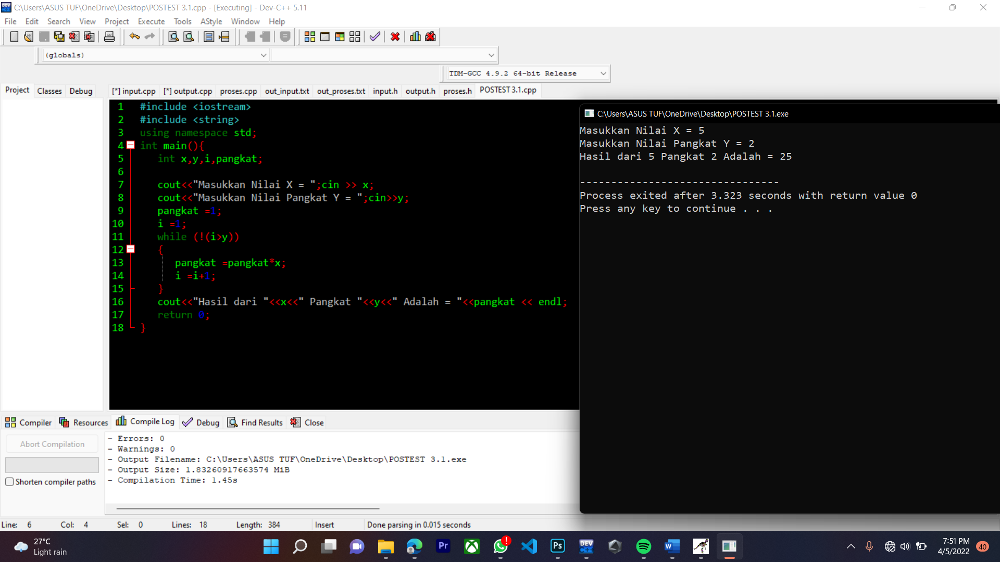 C:\Users\ASUS TUF\OneDrive\Desktop\POSTEST 3.1.cpp - [Executing] - Dev-C++ 5.11
File Edit Search View Project Execute Tools AStyle Window Help
(globals)
TDM-GCC 4.9.2 64-bit Release
Project Classes Debug
[*] input.cpp [*] output.cpp proses.cpp out_input.txt out_proses.txt input.h output.h proses.h POSTEST 3.1.cpp
1 #include <iostream>
2 #include <string>
3 using namespace std;
4 int main(){
5 int x,y,i,pangkat;
6
7 cout<<"Masukkan Nilai X = ";cin >> x;
8 cout<<"Masukkan Nilai Pangkat Y = ";cin>>y;
9 pangkat =1;
10 i =1;
11 while (!(i>y))
12 {
13 pangkat =pangkat*x;
14 i =i+1;
15 }
16 cout<<"Hasil dari "<<x<<" Pangkat "<<y<<" Adalah = "<<pangkat << endl;
17 return 0;
18 }
C:\Users\ASUS TUF\OneDrive\Desktop\POSTEST 3.1.exe
Masukkan Nilai X = 5
Masukkan Nilai Pangkat Y = 2
Hasil dari 5 Pangkat 2 Adalah = 25
--------------------------------
Process exited after 3.323 seconds with return value 0
Press any key to continue . . .
Compiler Resources Compile Log Debug Find Results Close
Abort Compilation
Shorten compiler paths
- Errors: 0
- Warnings: 0
- Output Filename: C:\Users\ASUS TUF\OneDrive\Desktop\POSTEST 3.1.exe
- Output Size: 1.83260917663574 MiB
- Compilation Time: 1.45s
Line: 6 Col: 4 Sel: 0 Lines: 18 Length: 384 Insert Done parsing in 0.015 seconds
27°C
Light rain
Pr
!
Ps
DEV
W
7:51 PM
4/5/2022
40